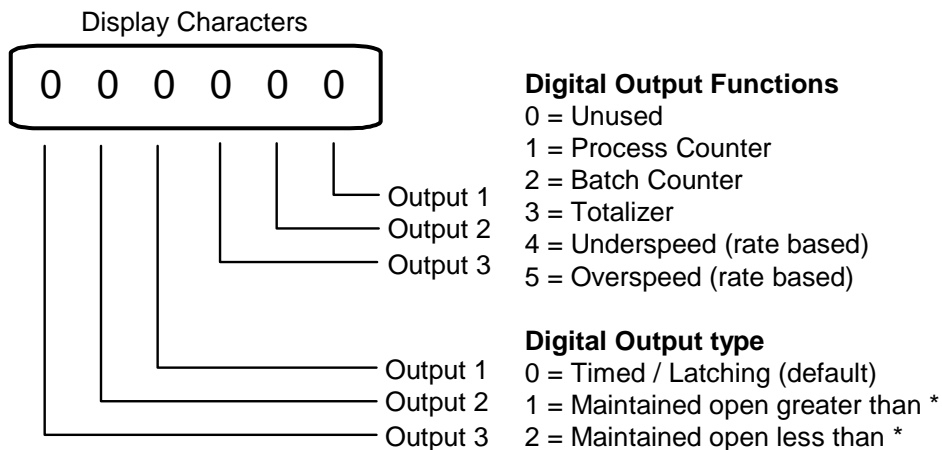 Display Characters
0 0 0 0 0 0
Output 1
Output 2
Output 3
Digital Output Functions
0 = Unused
1 = Process Counter
2 = Batch Counter
3 = Totalizer
4 = Underspeed (rate based)
5 = Overspeed (rate based)
Output 1
Output 2
Output 3
Digital Output type
0 = Timed / Latching (default)
1 = Maintained open greater than *
2 = Maintained open less than *